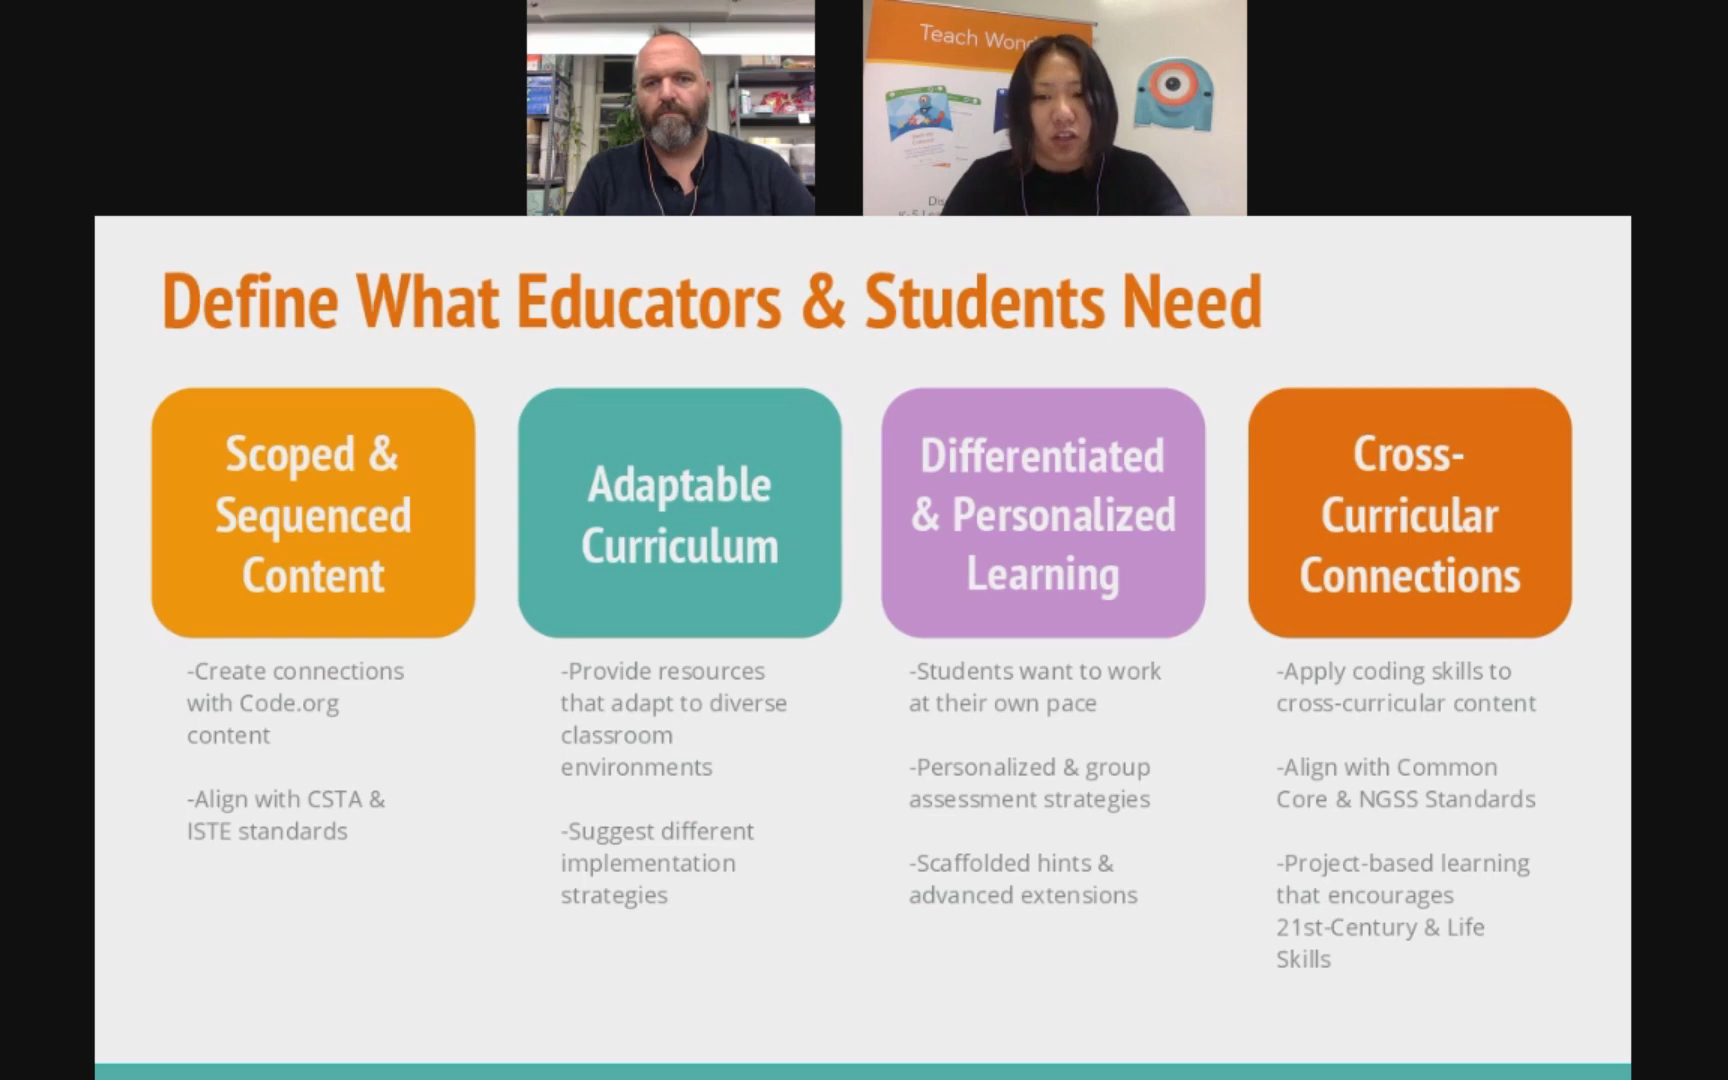 Teach Won
Define What Educators & Students Need
Scoped &
Sequenced
Content
-Create connections
with Code.org
content
-Align with CSTA &
ISTE standards
Adaptable
Curriculum
-Provide resources
that adapt to diverse
classroom
environments
-Suggest different
implementation
strategies
Differentiated
& Personalized
Learning
-Students want to work
at their own pace
-Personalized & group
assessment strategies
-Scaffolded hints &
advanced extensions
Cross-
Curricular
Connections
-Apply coding skills to
cross-curricular content
-Align with Common
Core & NGSS Standards
-Project-based learning
that encourages
21st-Century & Life
Skills